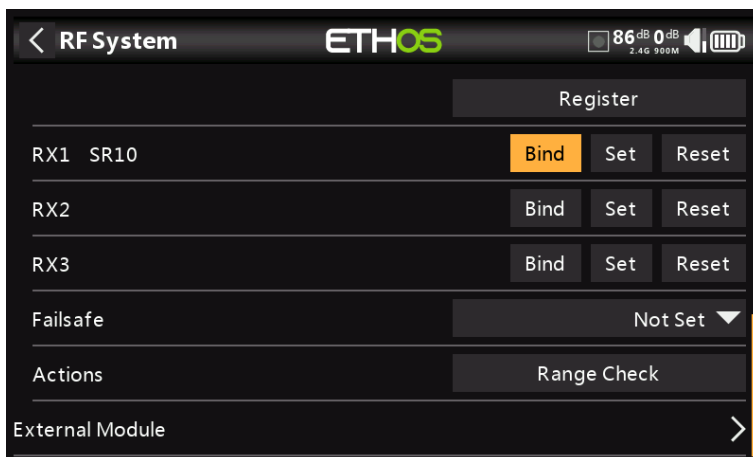 RF System ETHOS 86dB 0dB
2.4G 900M
Register
RX1 SR10 Bind Set Reset
RX2 Bind Set Reset
RX3 Bind Set Reset
Failsafe Not Set
Actions Range Check
External Module